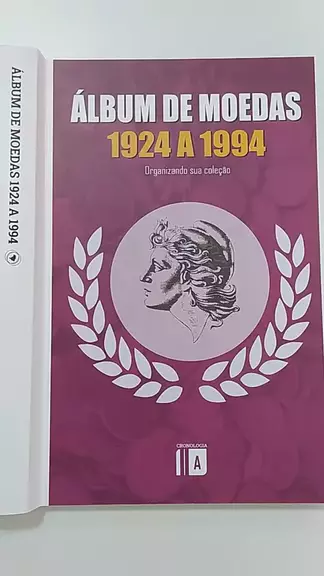 ÁLBUM DE MOEDAS 1924 A 1994
ÁLBUM DE MOEDAS
1924 A 1994
Organizando sua coleção
CRONOLOGIA
A